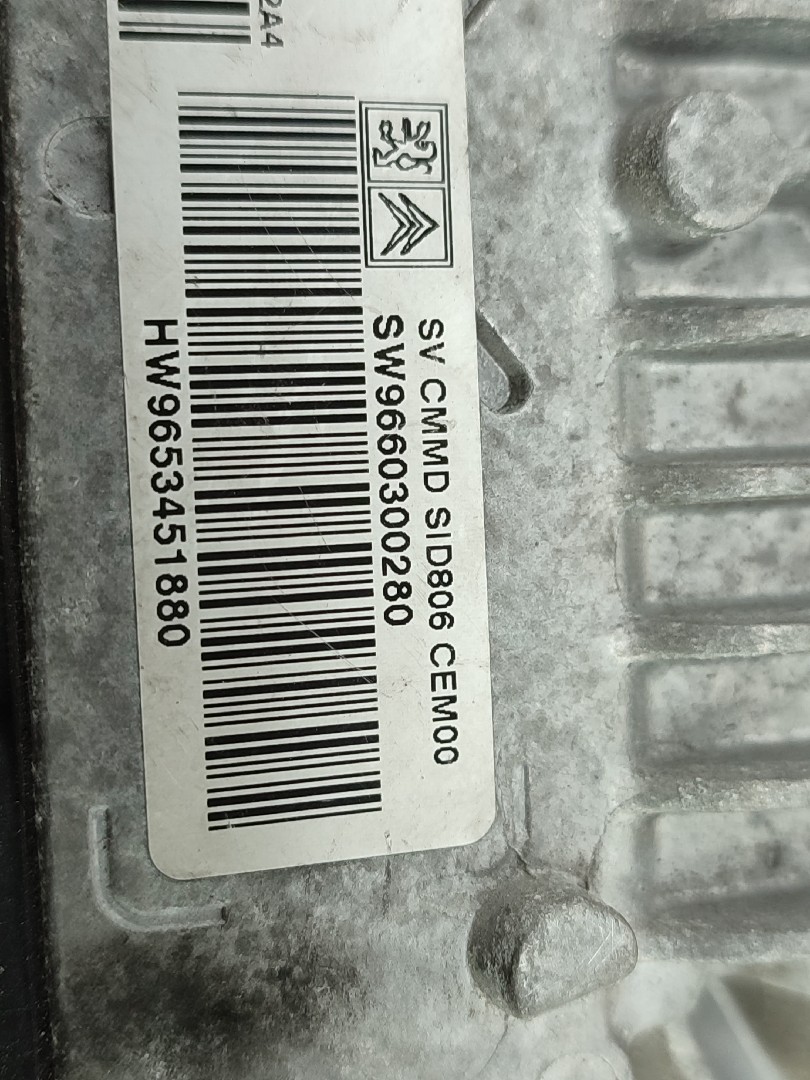 2A4
SV CMMD SID806 CEM00
SW9660300280
HW9653451880